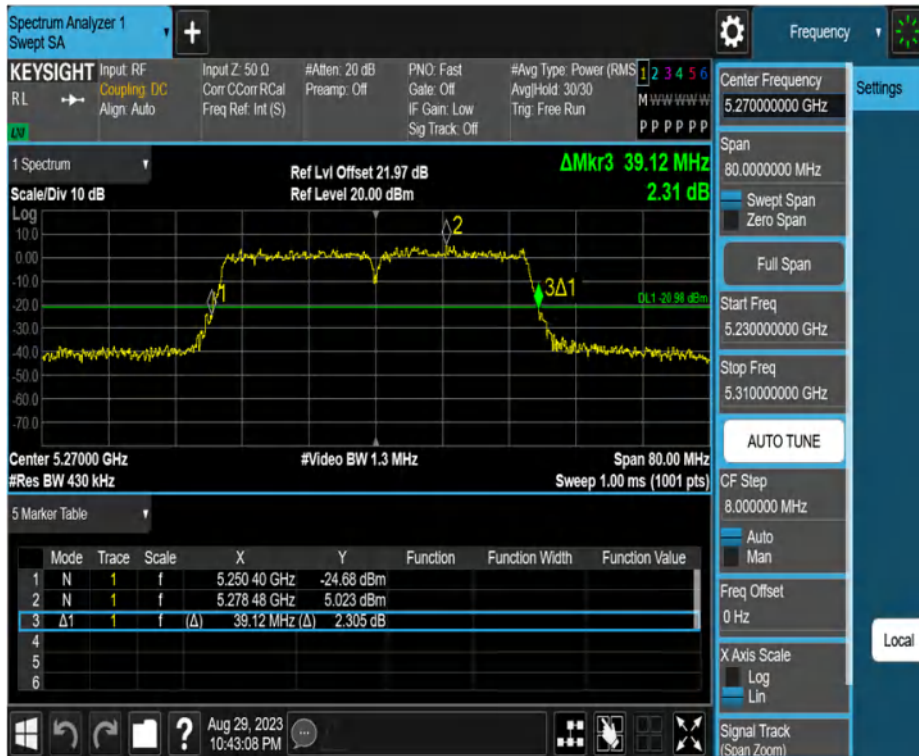 Spectrum Analyzer 1
Swept SA
+
Frequency
KEYSIGHT
RL
LXI
Input: RF
Coupling: DC
Align: Auto
Input Z: 50 Ω
Corr CCorr RCal
Freq Ref: Int (S)
#Atten: 20 dB
Preamp: Off
PNO: Fast
Gate: Off
IF Gain: Low
Sig Track: Off
#Avg Type: Power (RMS
Avg|Hold: 30/30
Trig: Free Run
1 2 3 4 5 6
M W W W W W
P P P P P P
1 Spectrum
Scale/Div 10 dB
Ref Lvl Offset 21.97 dB
Ref Level 20.00 dBm
ΔMkr3 39.12 MHz
2.31 dB
Log
10.0
0.00
-10.0
-20.0
-30.0
-40.0
-50.0
-60.0
-70.0
1
2
3Δ1
DL1 -20.98 dBm
Center 5.27000 GHz
#Video BW 1.3 MHz
Span 80.00 MHz
#Res BW 430 kHz
Sweep 1.00 ms (1001 pts)
5 Marker Table
Mode Trace Scale X Y Function Function Width Function Value
1 N 1 f 5.250 40 GHz -24.68 dBm
2 N 1 f 5.278 48 GHz 5.023 dBm
3 Δ1 1 f (Δ) 39.12 MHz (Δ) 2.305 dB
4
5
6
?
Aug 29, 2023
10:43:08 PM
Center Frequency
5.270000000 GHz
Span
80.0000000 MHz
Swept Span
Zero Span
Full Span
Start Freq
5.230000000 GHz
Stop Freq
5.310000000 GHz
AUTO TUNE
CF Step
8.000000 MHz
Auto
Man
Freq Offset
0 Hz
X Axis Scale
Log
Lin
Signal Track
(Span Zoom)
Settings
Local